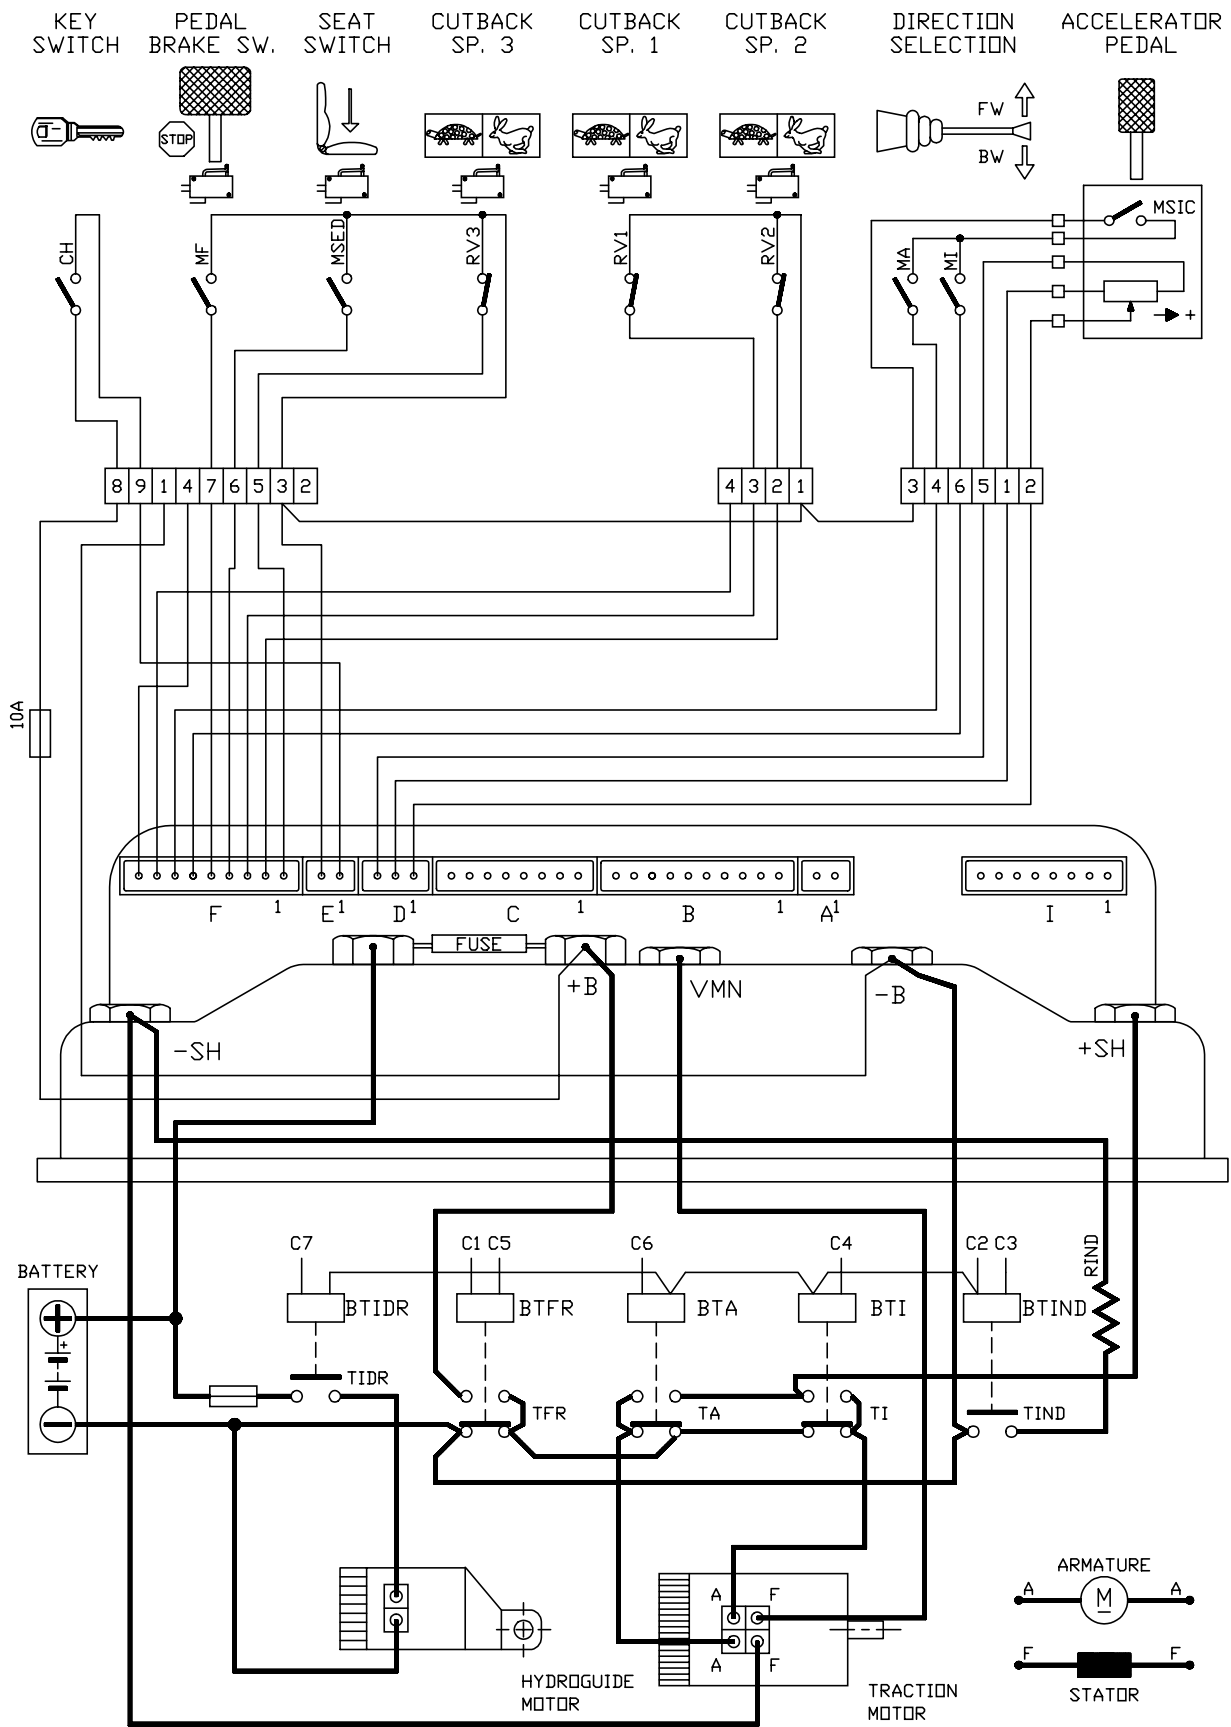 KEY
SWITCH
PEDAL
BRAKE SW.
SEAT
SWITCH
CUTBACK
SP. 3
CUTBACK
SP. 1
CUTBACK
SP. 2
DIRECTION
SELECTION
ACCELERATOR
PEDAL
STOP
FW
BW
MSIC
CH
MF
MSED
RV3
RV1
RV2
MA
MI
+
8 9 1 4 7 6 5 3 2
4 3 2 1
3 4 6 5 1 2
10A
F 1
E 1
D 1
C 1
B 1
A 1
I 1
FUSE
+B
VMN
-B
-SH
+SH
C7
C1 C5
C6
C4
C2 C3
RIND
BATTERY
BTIDR
BTFR
BTA
BTI
BTIND
+
TIDR
TFR
TA
TI
TIND
ARMATURE
A M A
A F
F F
A F
STATOR
HYDROGUIDE
MOTOR
TRACTION
MOTOR